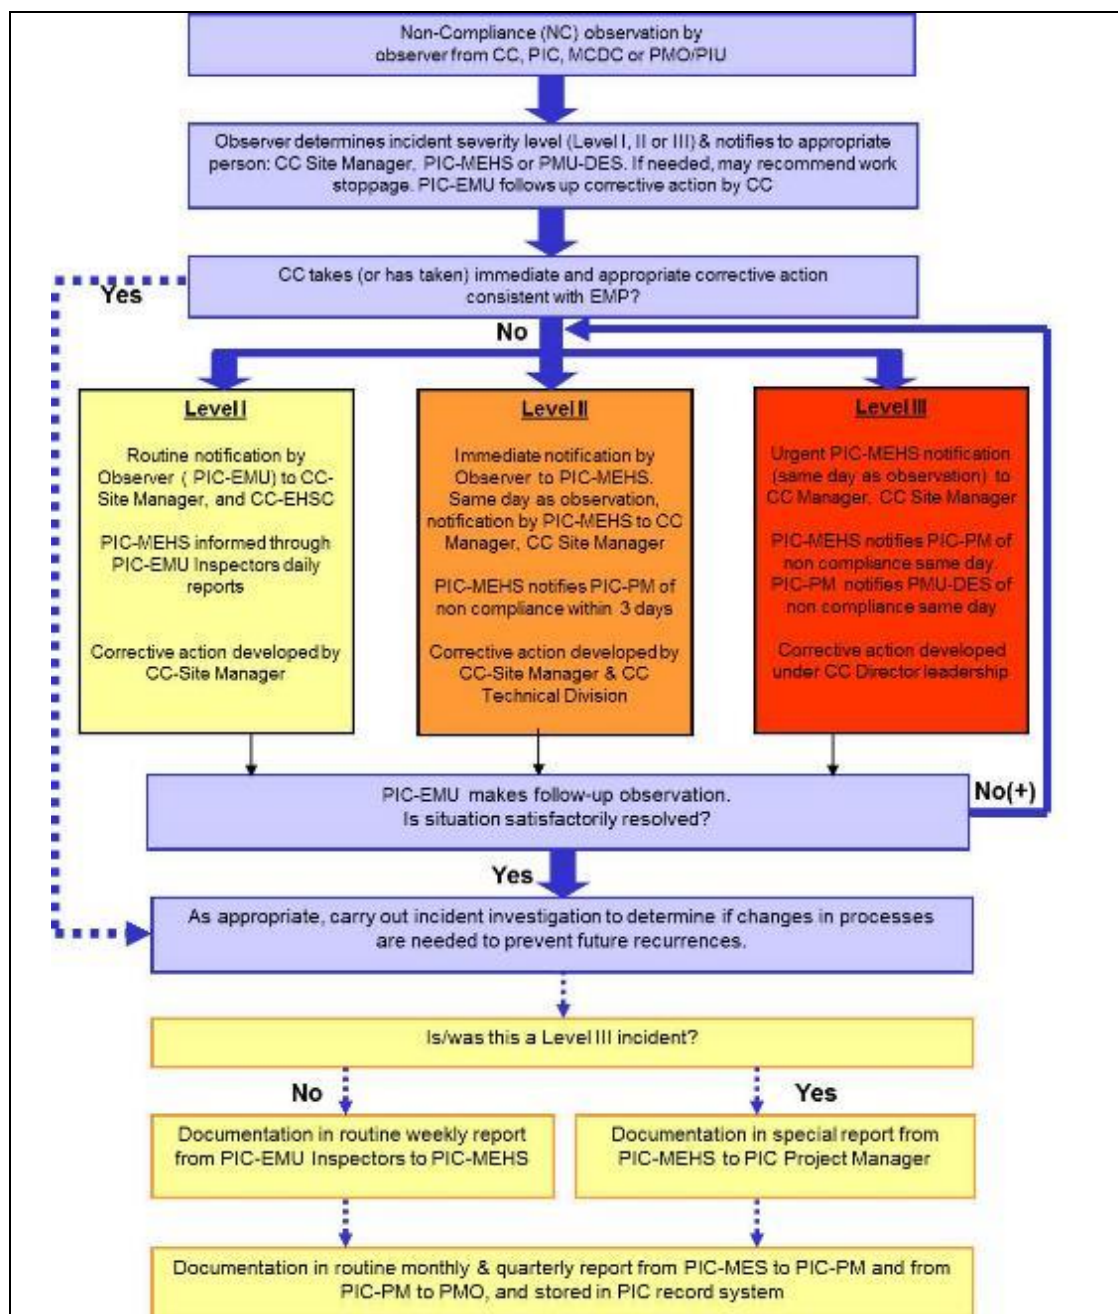 Non-Compliance (NC) observation by
observer from CC, PIC, MCDC or PMO/PIU
Observer determines incident severity level (Level I, II or III) & notifies to appropriate
person: CC Site Manager, PIC-MEHS or PMU-DES. If needed, may recommend work
stoppage. PIC-EMU follows up corrective action by CC
CC takes (or has taken) immediate and appropriate corrective action
consistent with EMP?
Yes
No
Level I
Routine notification by
Observer ( PIC-EMU) to CC-
Site Manager, and CC-EHSC
PIC-MEHS informed through
PIC-EMU Inspectors daily
reports
Corrective action developed by
CC-Site Manager
Level II
Immediate notification by
Observer to PIC-MEHS.
Same day as observation,
notification by PIC-MEHS to CC
Manager, CC Site Manager
PIC-MEHS notifies PIC-PM of
non compliance within 3 days
Corrective action developed by
CC-Site Manager & CC
Technical Division
Level III
Urgent PIC-MEHS notification
(same day as observation) to
CC Manager, CC Site Manager
PIC-MEHS notifies PIC-PM of
non compliance same day.
PIC-PM notifies PMU-DES of
non compliance same day
Corrective action developed
under CC Director leadership
PIC-EMU makes follow-up observation.
Is situation satisfactorily resolved?
No(+)
Yes
As appropriate, carry out incident investigation to determine if changes in processes
are needed to prevent future recurrences.
Is/was this a Level III incident?
No
Yes
Documentation in routine weekly report
from PIC-EMU Inspectors to PIC-MEHS
Documentation in special report from
PIC-MEHS to PIC Project Manager
Documentation in routine monthly & quarterly report from PIC-MES to PIC-PM and from
PIC-PM to PMO, and stored in PIC record system